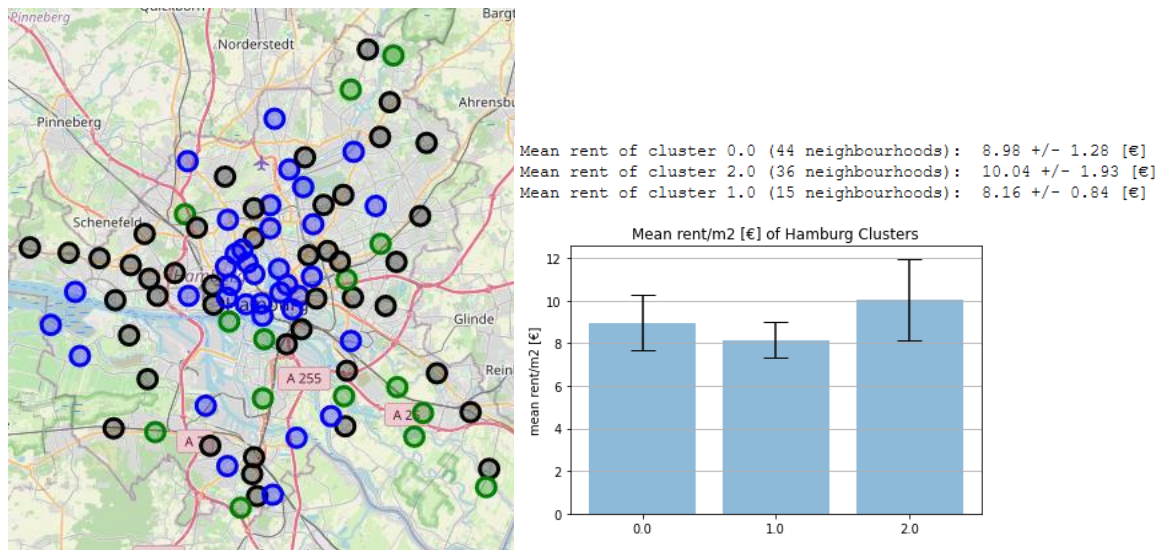 Pinneberg
Quickborn
Bargt
Norderstedt
Ahrensbu
Pinneberg
Schenefeld
Hamburg
Glinde
A 255
Rein
A 25
A 7
Mean rent of cluster 0.0 (44 neighbourhoods):  8.98 +/- 1.28 [€]
Mean rent of cluster 2.0 (36 neighbourhoods):  10.04 +/- 1.93 [€]
Mean rent of cluster 1.0 (15 neighbourhoods):  8.16 +/- 0.84 [€]
Mean rent/m2 [€] of Hamburg Clusters
12
10
8
6
4
2
0
mean rent/m2 [€]
0.0 1.0 2.0